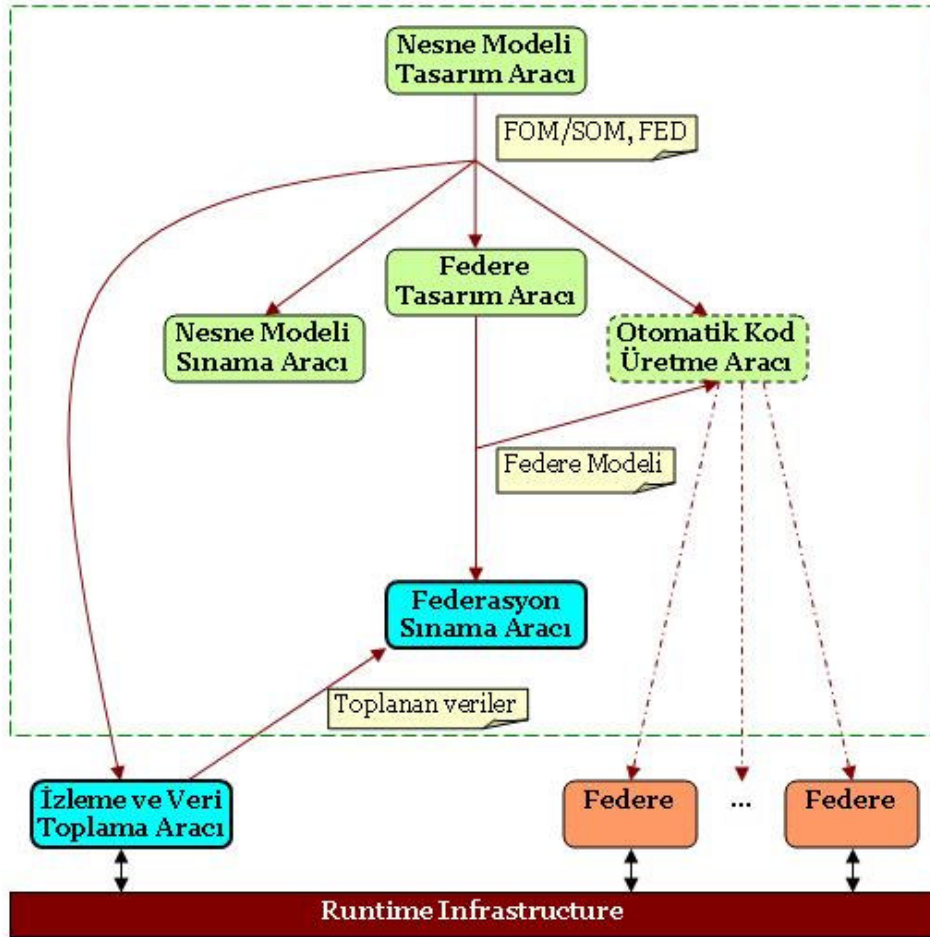 Nesne Modeli
Tasarım Aracı
FOM/SOM, FED
Federe
Tasarım Aracı
Nesne Modeli
Sınama Aracı
Otomatik Kod
Üretme Aracı
Federe Modeli
Federasyon
Sınama Aracı
Toplanan veriler
İzleme ve Veri
Toplama Aracı
Federe
...
Federe
Runtime Infrastructure